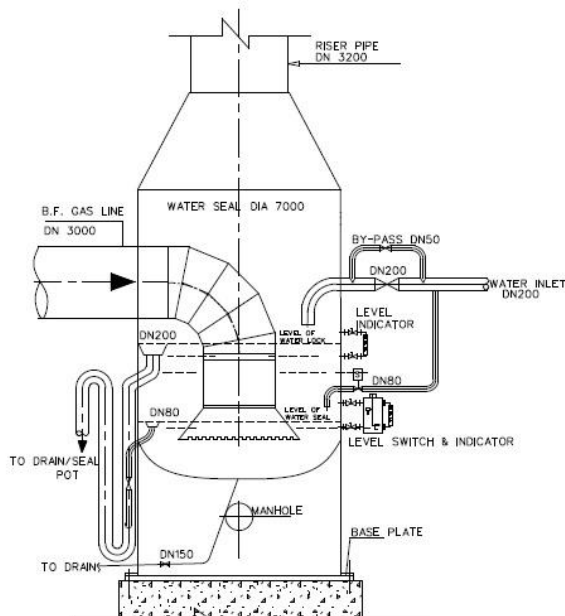 RISER PIPE
DN 3200
WATER SEAL DIA 7000
B.F. GAS LINE
DN 3000
BY-PASS DN50
DN200
WATER INLET
DN200
LEVEL
INDICATOR
LEVEL OF
WATER LOCK
DN200
S
DN80
LEVEL OF
WATER SEAL
DN80
LEVEL SWITCH & INDICATOR
TO DRAIN/SEAL
POT
MANHOLE
BASE PLATE
DN150
TO DRAINS